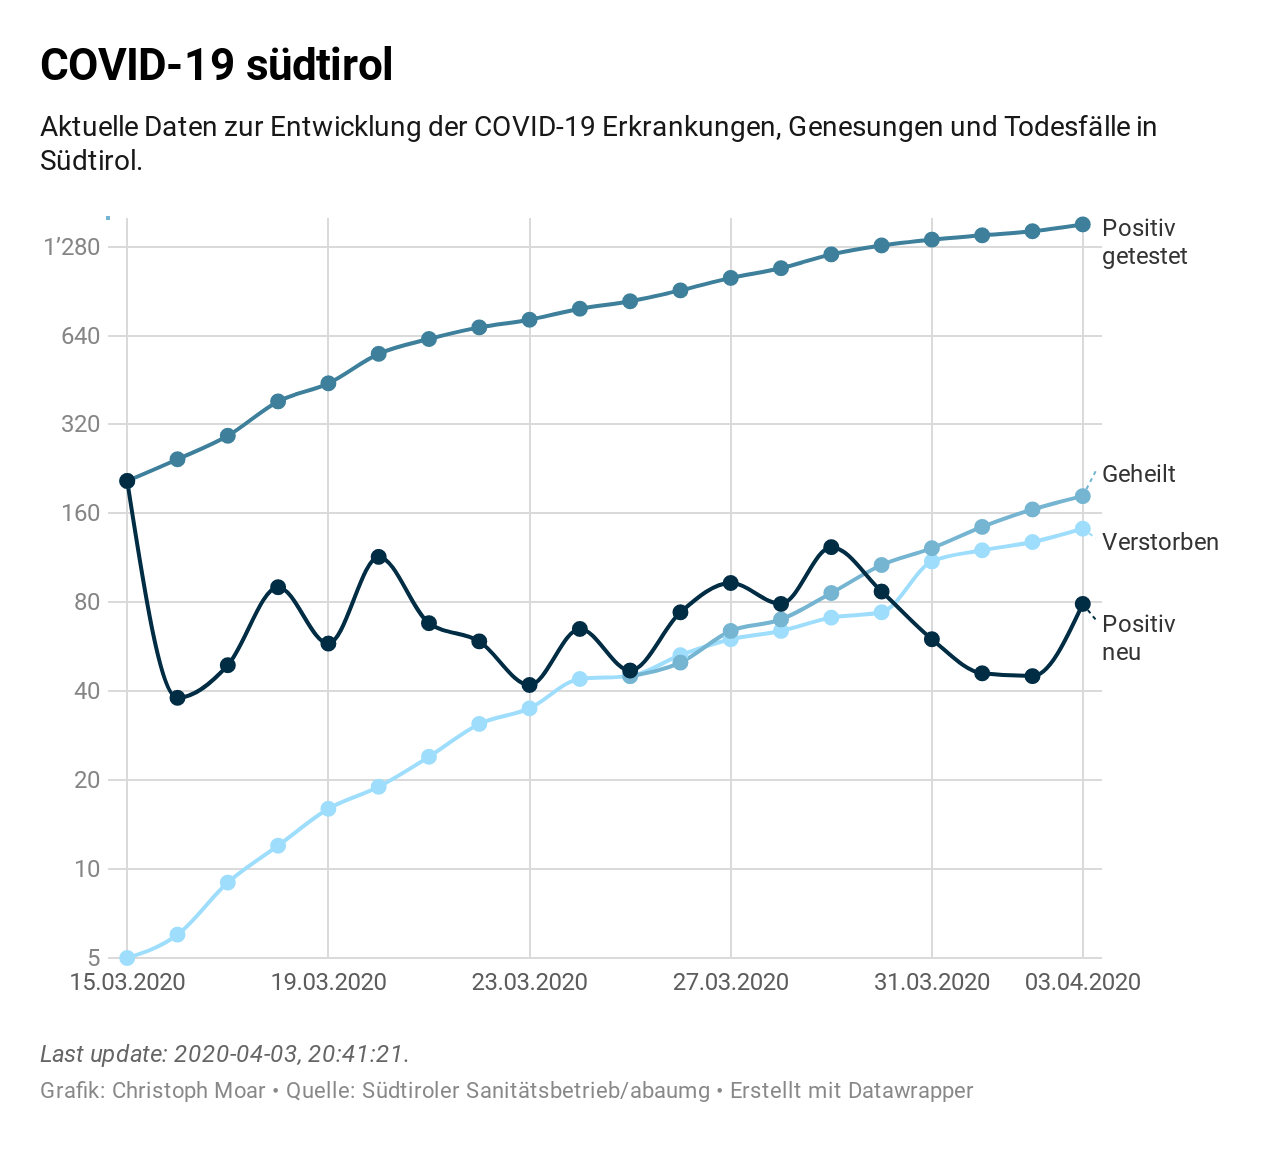 COVID-19 südtirol
Aktuelle Daten zur Entwicklung der COVID-19 Erkrankungen, Genesungen und Todesfälle in
Südtirol.
Positiv
getestet
1’280
640
320
Geheilt
160
Verstorben
80
Positiv
neu
40
20
10
5
15.03.2020 19.03.2020 23.03.2020 27.03.2020 31.03.2020 03.04.2020
Last update: 2020-04-03, 20:41:21.
Grafik: Christoph Moar • Quelle: Südtiroler Sanitätsbetrieb/abaumg • Erstellt mit Datawrapper